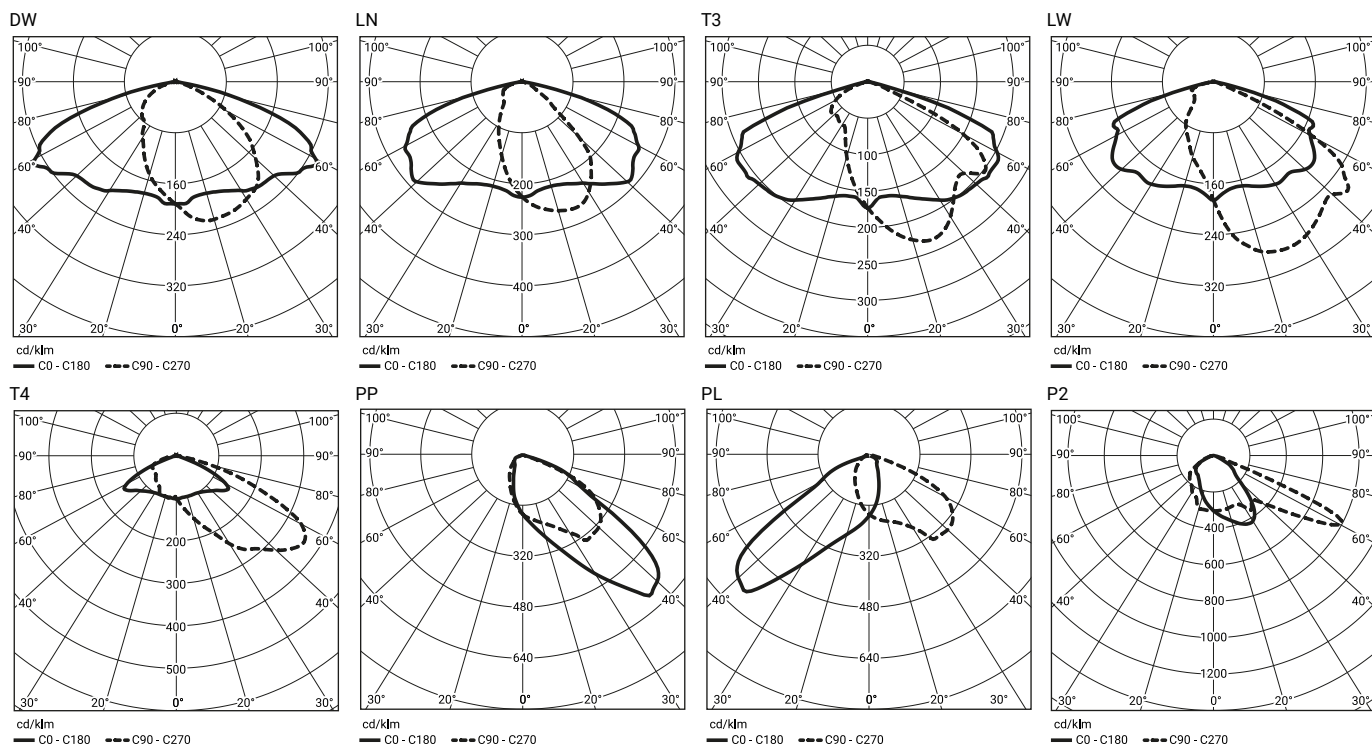 DW
LN
T3
LW
100° 100° 100° 100° 100° 100° 100° 100°
90° 90° 90° 90° 90° 90° 90° 90°
80° 80° 80° 80° 80° 80° 80° 80°
100
60° 60° 60° 60° 60° 60° 60° 60°
160 200 150 160
40° 40° 40° 40° 40° 40° 40° 40°
240 300 200 240
250
320 400 300 320
30° 20° 0° 20° 30°
30° 20° 0° 20° 30°
30° 20° 0° 20° 30°
30° 20° 0° 20° 30°
cd/klm cd/klm cd/klm cd/klm
C0 - C180 C90 - C270
C0 - C180 C90 - C270
C0 - C180 C90 - C270
C0 - C180 C90 - C270
T4
PP
PL
P2
100° 100° 100° 100° 100° 100° 100° 100°
90° 90° 90° 90° 90° 90° 90° 90°
80° 80° 80° 80° 80° 80° 80° 80°
60° 60° 60° 60° 60° 60° 60° 60°
200 320 320 400
300 600
40° 40° 40° 40° 40° 40° 40° 40°
400 480 480 800
500 640 640 1000
1200
30° 20° 0° 20° 30°
30° 20° 0° 20° 30°
30° 20° 0° 20° 30°
30° 20° 0° 20° 30°
cd/klm cd/klm cd/klm cd/klm
C0 - C180 C90 - C270
C0 - C180 C90 - C270
C0 - C180 C90 - C270
C0 - C180 C90 - C270